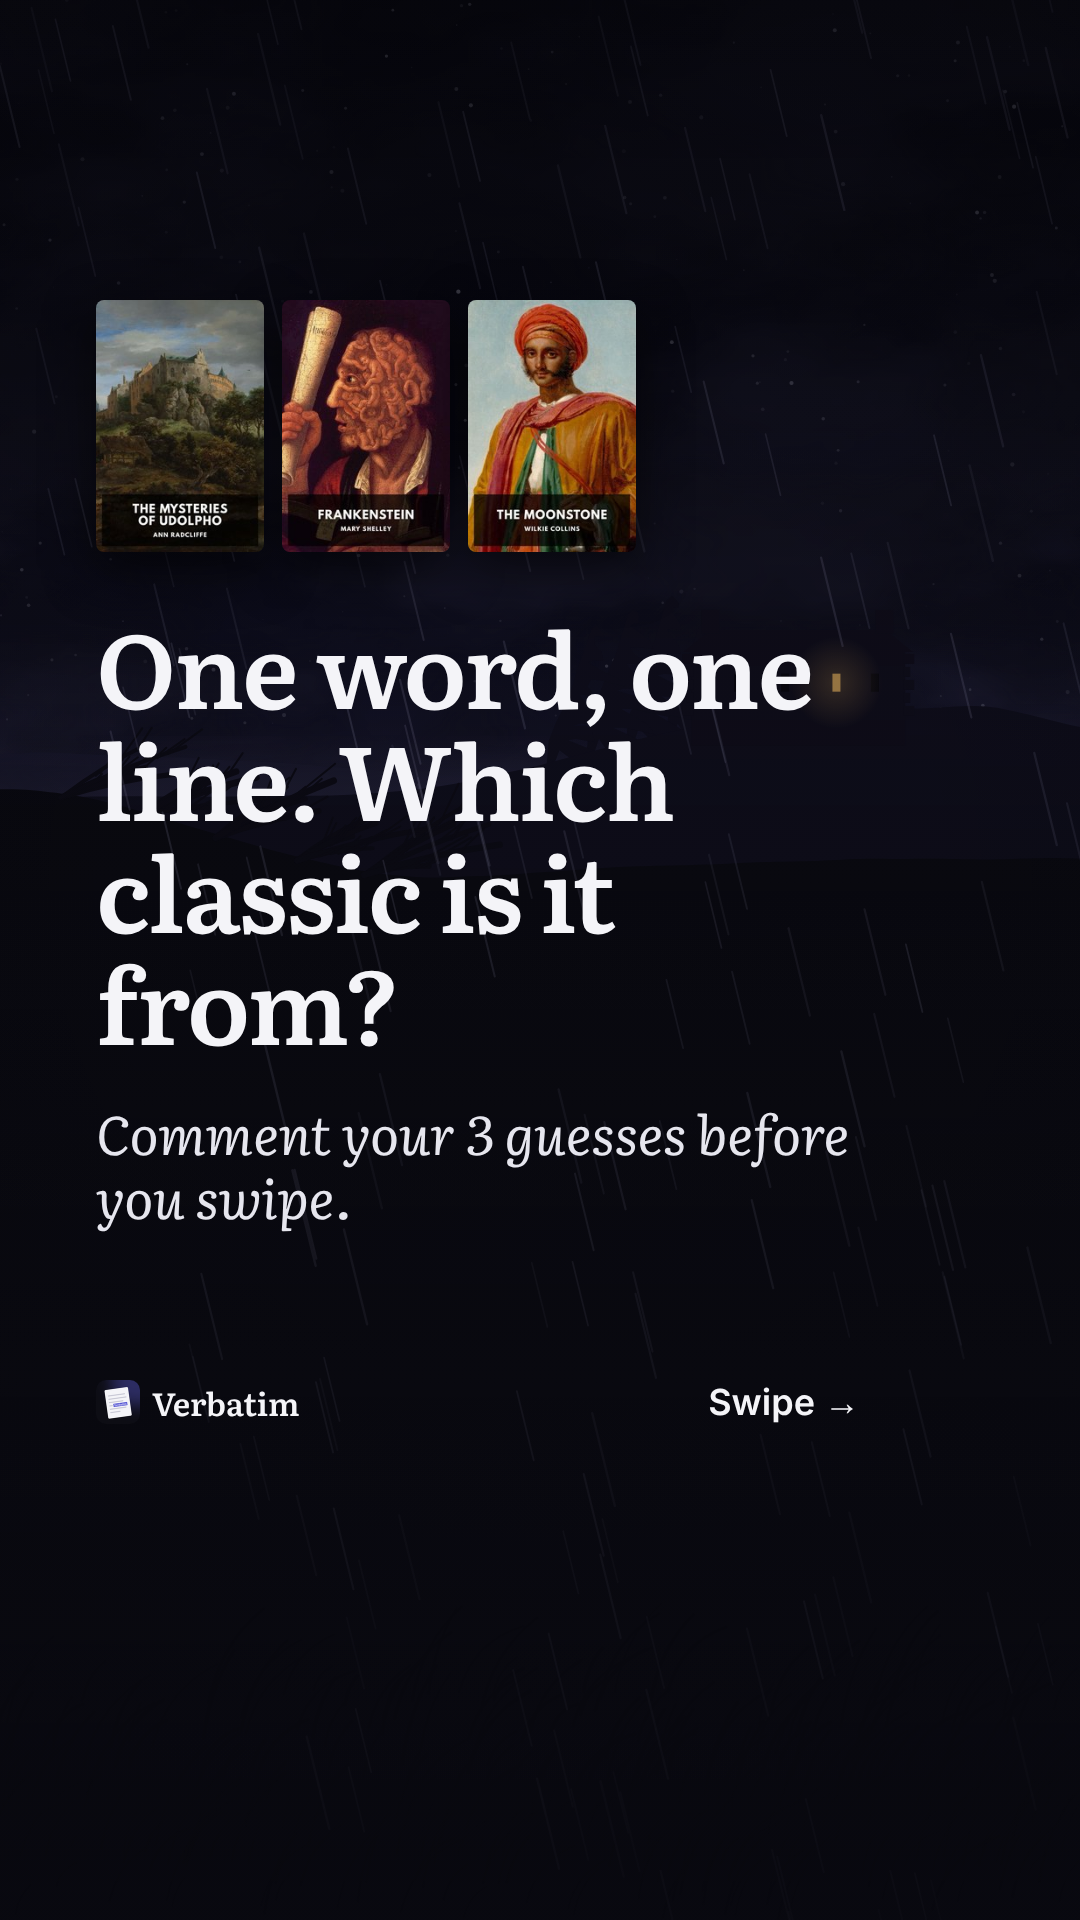 THE MYSTERIES
OF UDOLPHO
ANN RADCLIFFE
FRANKENSTEIN
MARY SHELLEY
THE MOONSTONE
WILKIE COLLINS
One word, one
line. Which
classic is it
from?
Comment your 3 guesses before
you swipe.
Verbatim
Swipe →